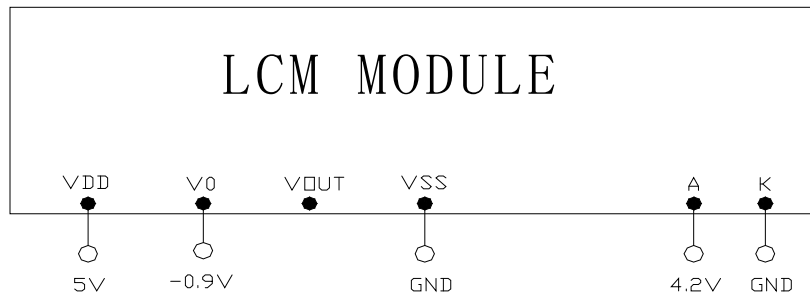 LCM MODULE
VDD V0 VOUT VSS A K
5V -0.9V GND 4.2V GND